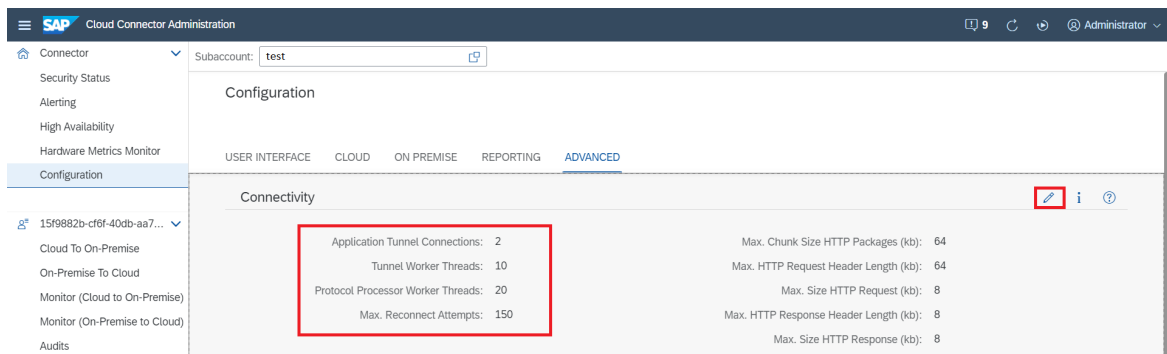 SAP Cloud Connector Administration 9 Administrator
Connector
Subaccount: test
Security Status
Configuration
Alerting
High Availability
Hardware Metrics Monitor
USER INTERFACE CLOUD ON PREMISE REPORTING ADVANCED
Configuration
Connectivity
15f9882b-cf6f-40db-aa7...
Application Tunnel Connections: 2 Max. Chunk Size HTTP Packages (kb): 64
Cloud To On-Premise
Tunnel Worker Threads: 10 Max. HTTP Request Header Length (kb): 64
On-Premise To Cloud
Protocol Processor Worker Threads: 20 Max. Size HTTP Request (kb): 8
Monitor (Cloud to On-Premise)
Max. Reconnect Attempts: 150 Max. HTTP Response Header Length (kb): 8
Monitor (On-Premise to Cloud)
Max. Size HTTP Response (kb): 8
Audits